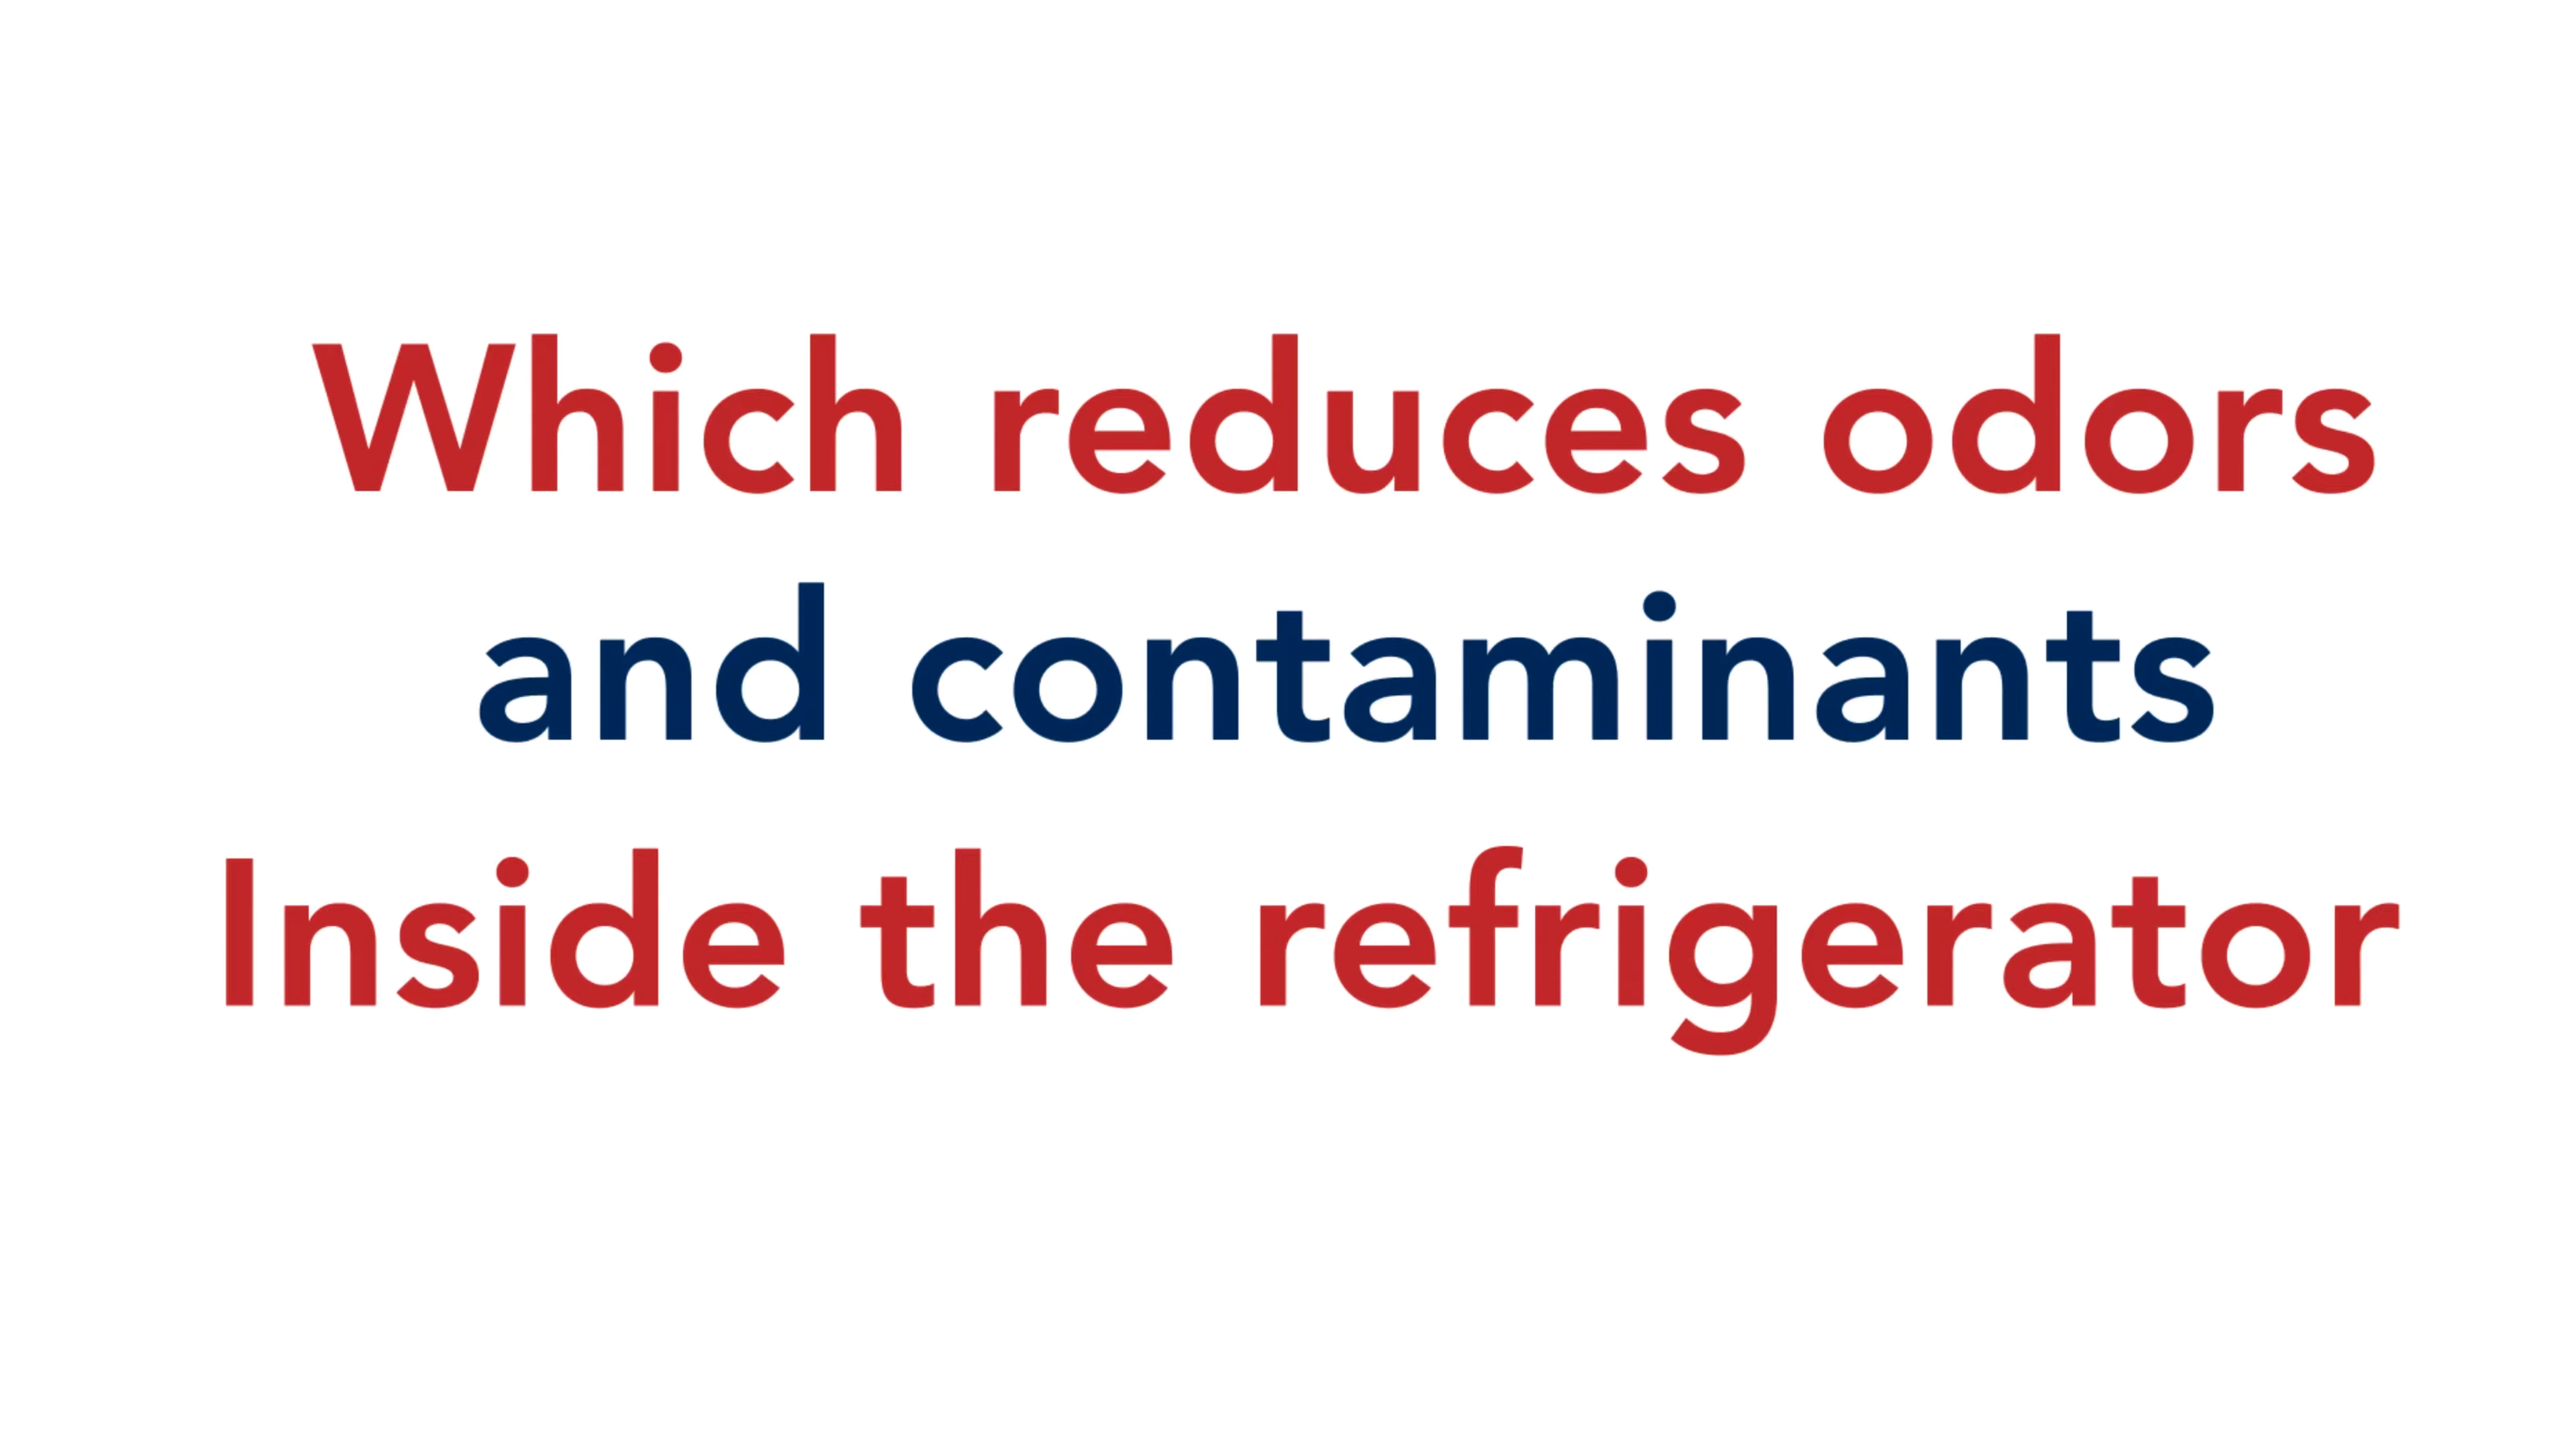 Which reduces odors
and contaminants
Inside the refrigerator